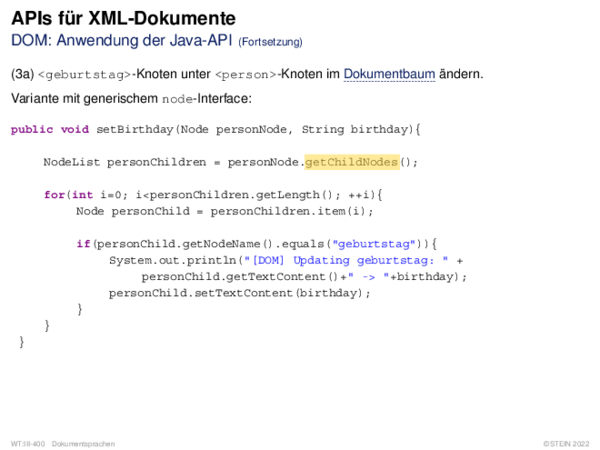 APIs für XML-Dokumente
DOM: Anwendung der Java-API (Fortsetzung)
(3a) <geburtstag>-Knoten unter <person>-Knoten im Dokumentbaum ändern.
Variante mit generischem node-Interface:
public void setBirthday(Node personNode, String birthday){
NodeList personChildren = personNode.getChildNodes();
for(int i=0; i<personChildren.getLength(); ++i){
Node personChild = personChildren.item(i);
if(personChild.getNodeName().equals("geburtstag")){
System.out.println("[DOM] Updating geburtstag: " +
personChild.getTextContent()+" -> "+birthday);
personChild.setTextContent(birthday);
}
}
}
WT:III-400 Dokumentsprachen ©STEIN 2022